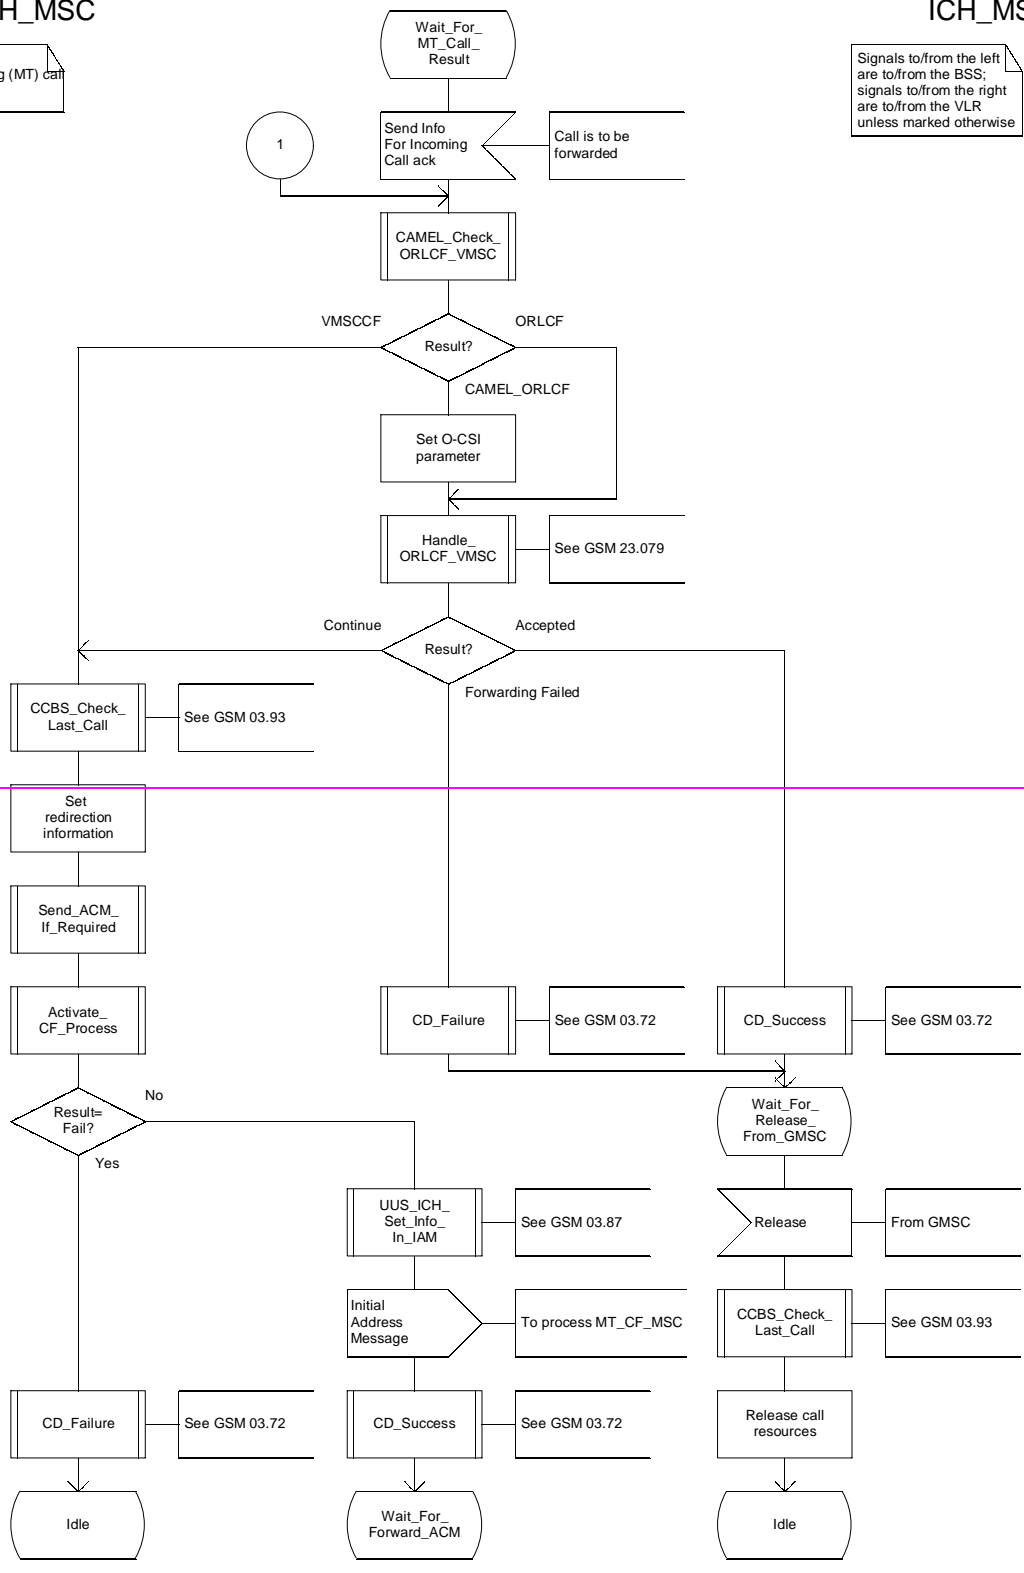 H_MSC
ICH_MS
g (MT) call
Wait_For_
MT_Call_
Result
Signals to/from the left
are to/from the BSS;
signals to/from the right
are to/from the VLR
unless marked otherwise
1
Send Info
For Incoming
Call ack
Call is to be
forwarded
CAMEL_Check_
ORLCF_VMSC
VMSCCF
Result?
ORLCF
CAMEL_ORLCF
Set O-CSI
parameter
Handle_
ORLCF_VMSC
See GSM 23.079
Continue
Result?
Accepted
Forwarding Failed
CCBS_Check_
Last_Call
See GSM 03.93
Set
redirection
information
Send_ACM_
If_Required
Activate_
CF_Process
CD_Failure
See GSM 03.72
CD_Success
See GSM 03.72
Result=
Fail?
No
Yes
Wait_For_
Release_
From_GMSC
UUS_ICH_
Set_Info_
In_IAM
See GSM 03.87
Release
From GMSC
Initial
Address
Message
To process MT_CF_MSC
CCBS_Check_
Last_Call
See GSM 03.93
CD_Failure
See GSM 03.72
CD_Success
See GSM 03.72
Release call
resources
Idle
Wait_For_
Forward_ACM
Idle